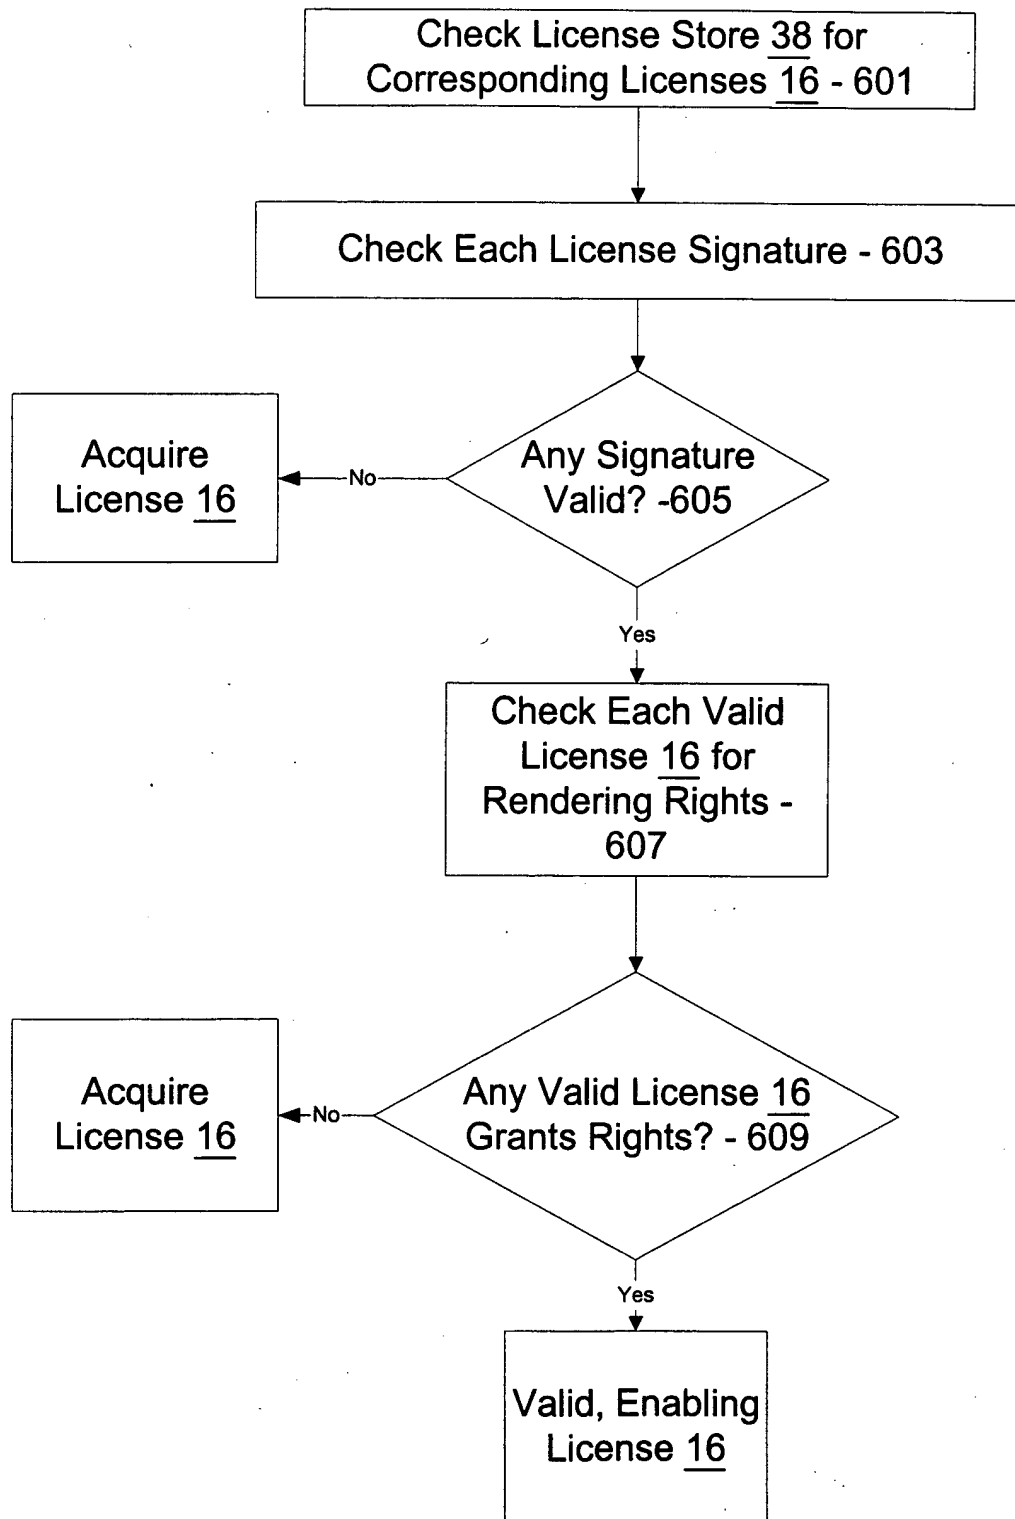 Check License Store 38 for
Corresponding Licenses 16 - 601
Check Each License Signature - 603
Any Signature
Valid? -605
No
Acquire
License 16
Yes
Check Each Valid
License 16 for
Rendering Rights -
607
Any Valid License 16
Grants Rights? - 609
No
Acquire
License 16
Yes
Valid, Enabling
License 16